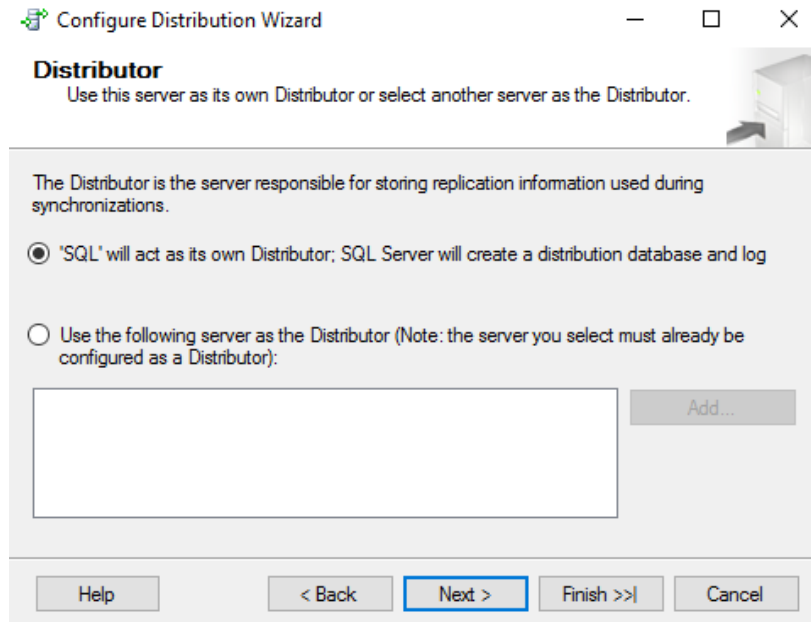 Configure Distribution Wizard
Distributor
Use this server as its own Distributor or select another server as the Distributor.
The Distributor is the server responsible for storing replication information used during
synchronizations.
'SQL' will act as its own Distributor; SQL Server will create a distribution database and log
Use the following server as the Distributor (Note: the server you select must already be
configured as a Distributor):
Add...
Help
< Back
Next >
Finish >>|
Cancel